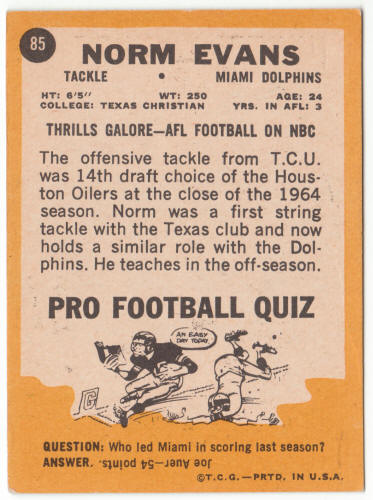 85
NORM EVANS
TACKLE • MIAMI DOLPHINS
HT: 6'5" WT: 250 AGE: 24
COLLEGE: TEXAS CHRISTIAN YRS. IN AFL: 3
THRILLS GALORE—AFL FOOTBALL ON NBC
The offensive tackle from T.C.U.
was 14th draft choice of the Hous-
ton Oilers at the close of the 1964
season. Norm was a first string
tackle with the Texas club and now
holds a similar role with the Dol-
phins. He teaches in the off-season.
PRO FOOTBALL QUIZ
AN EASY
DAY TODAY
G
QUESTION: Who led Miami in scoring last season?
ANSWER. Joe Auer—54 points.
©T.C.G.—PRTD. IN U.S.A.